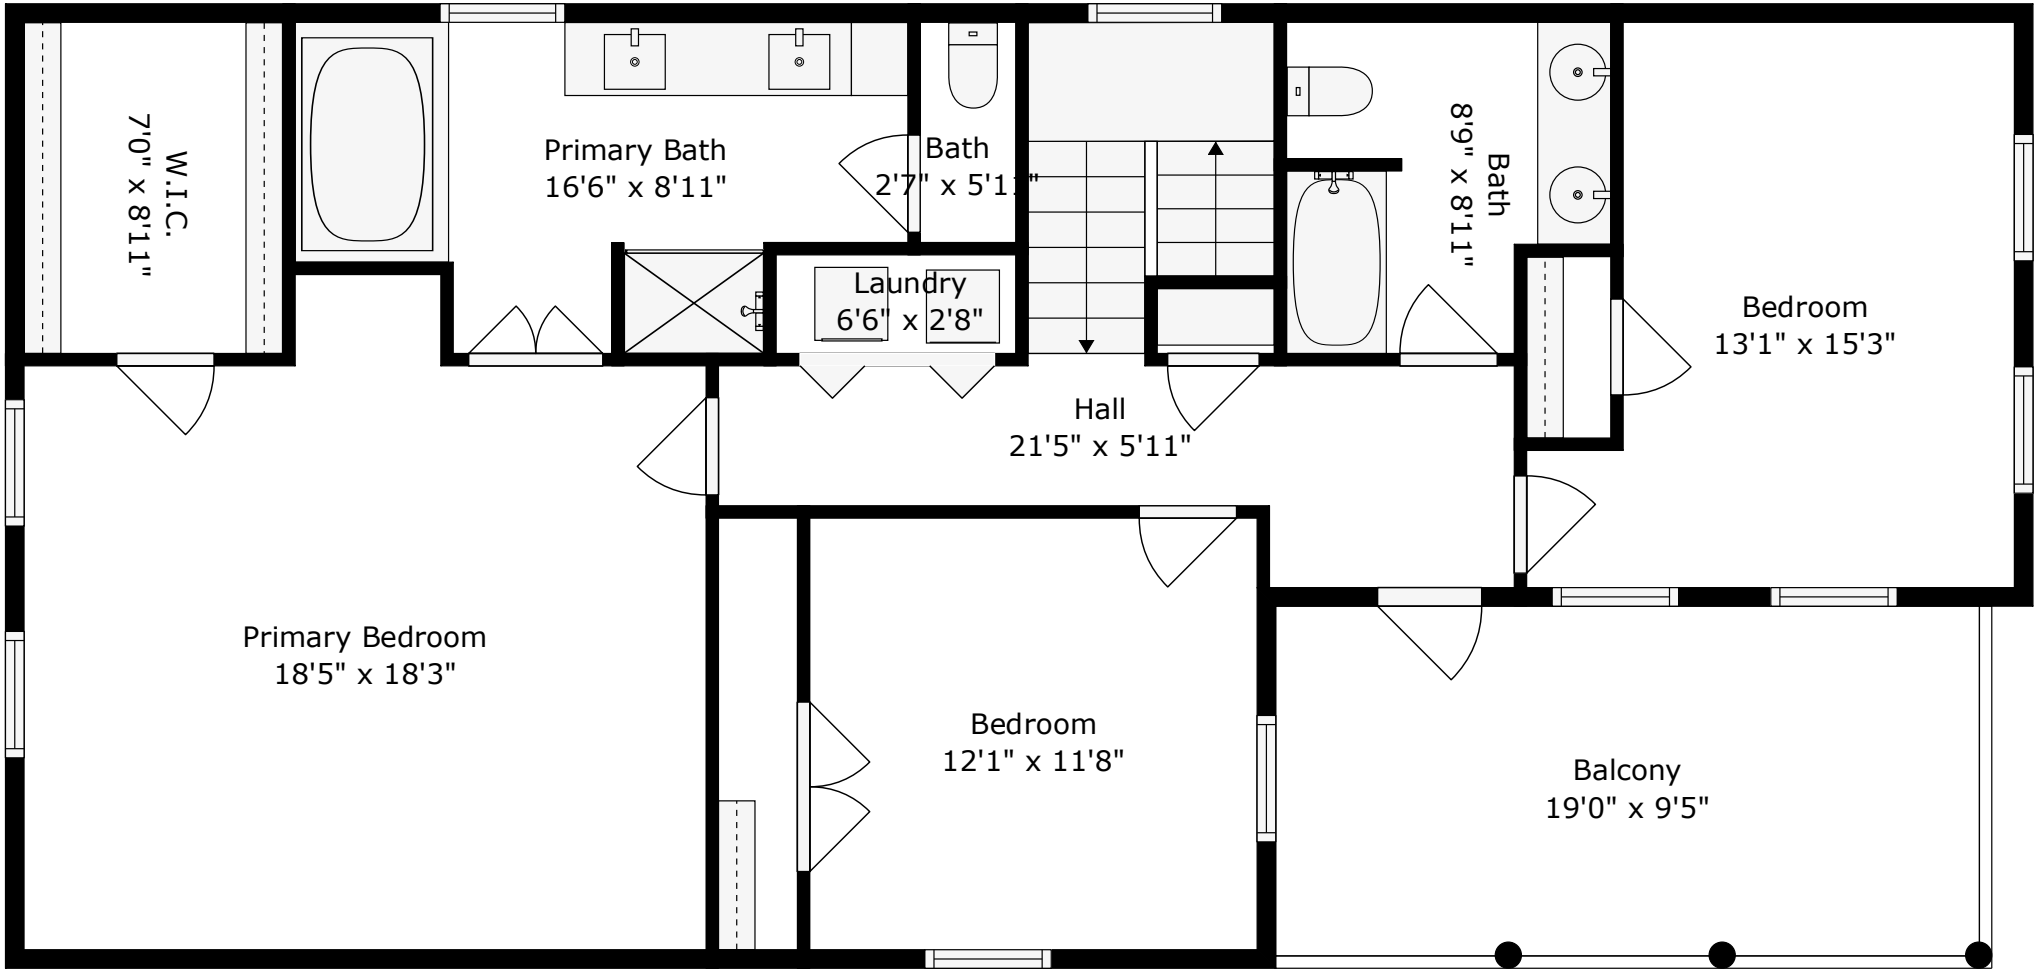 W.I.C.
7'0" x 8'11"
Primary Bath
16'6" x 8'11"
Bath
2'7" x 5'11"
Laundry
6'6" x 2'8"
Bath
8'9" x 8'11"
Bedroom
13'1" x 15'3"
Hall
21'5" x 5'11"
Primary Bedroom
18'5" x 18'3"
Bedroom
12'1" x 11'8"
Balcony
19'0" x 9'5"